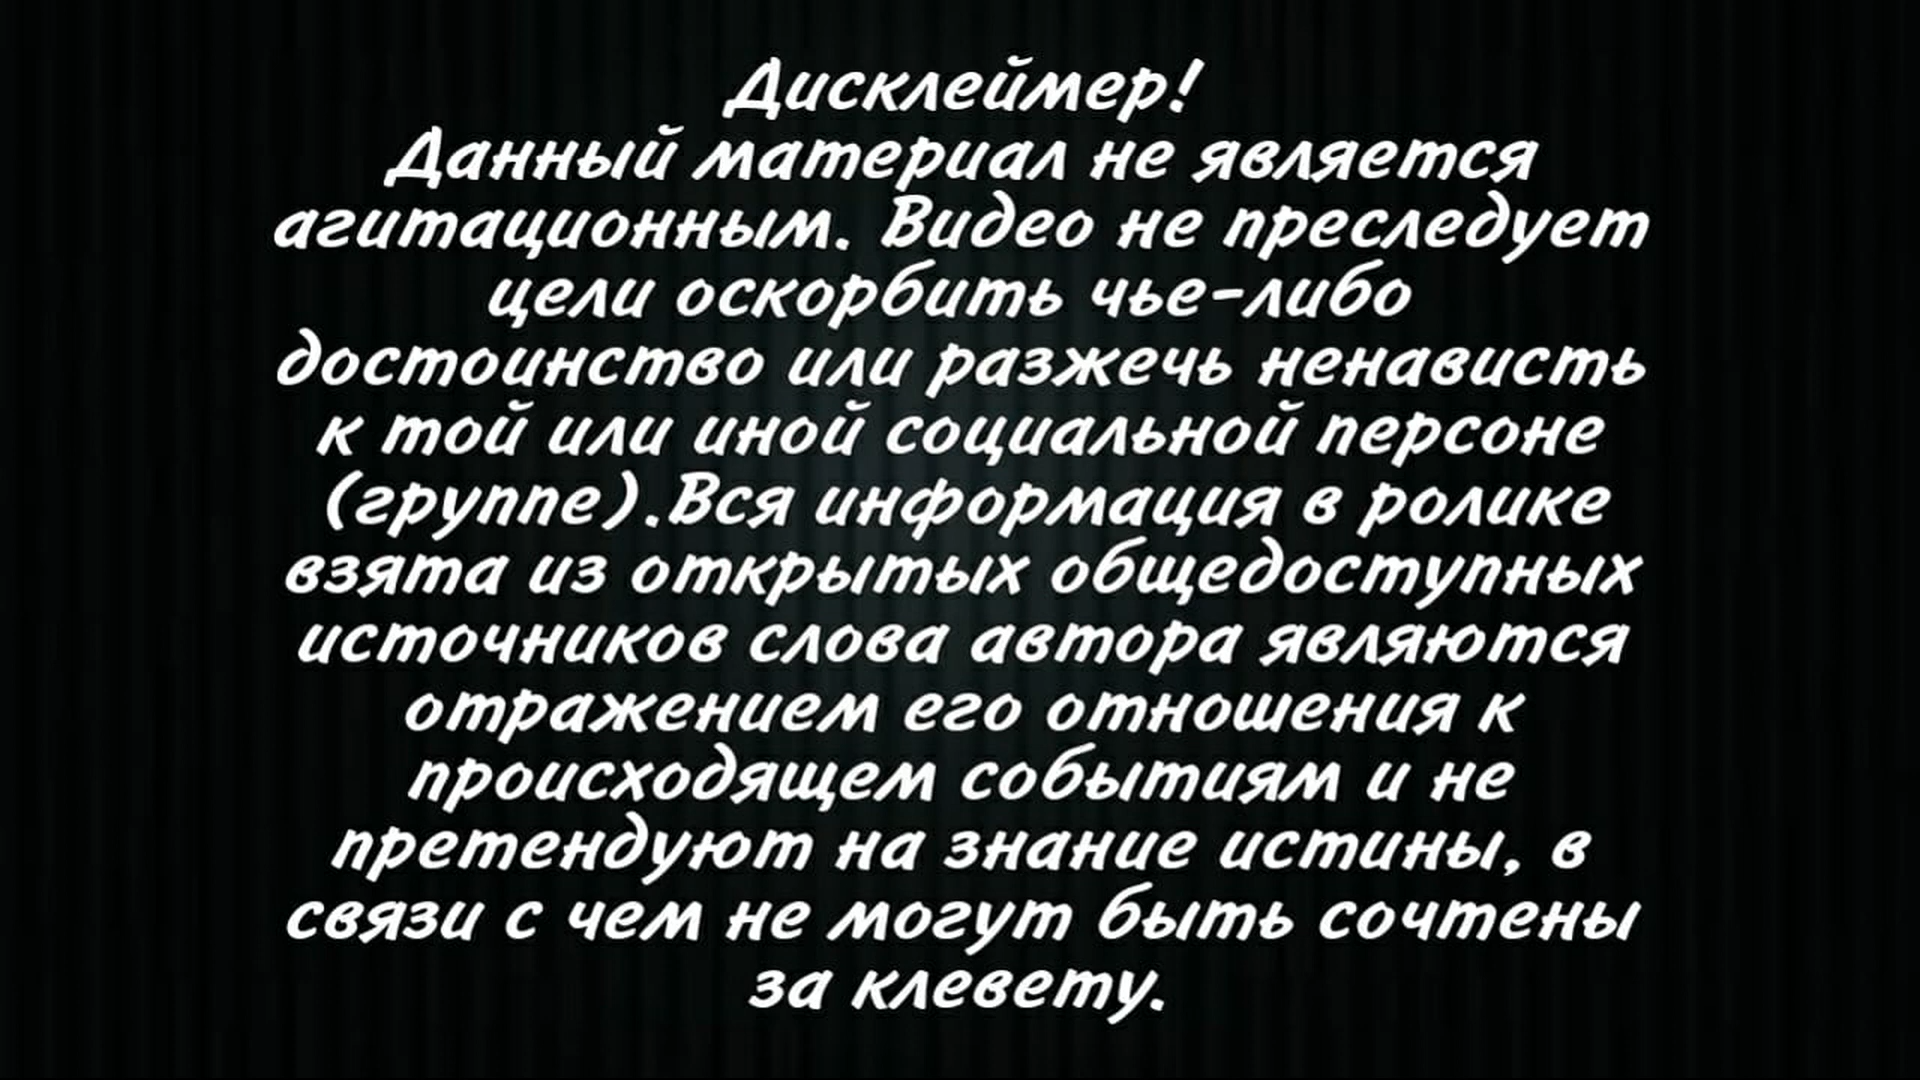 Дисклеймер!
Данный материал не является
агитационным. Видео не преследует
цели оскорбить чье-либо
достоинство или разжечь ненависть
к той или иной социальной персоне
(группе).Вся информация в ролике
взята из открытых общедоступных
источников слова автора являются
отражением его отношения к
происходящем событиям и не
претендуют на знание истины, в
связи с чем не могут быть сочтены
за клевету.